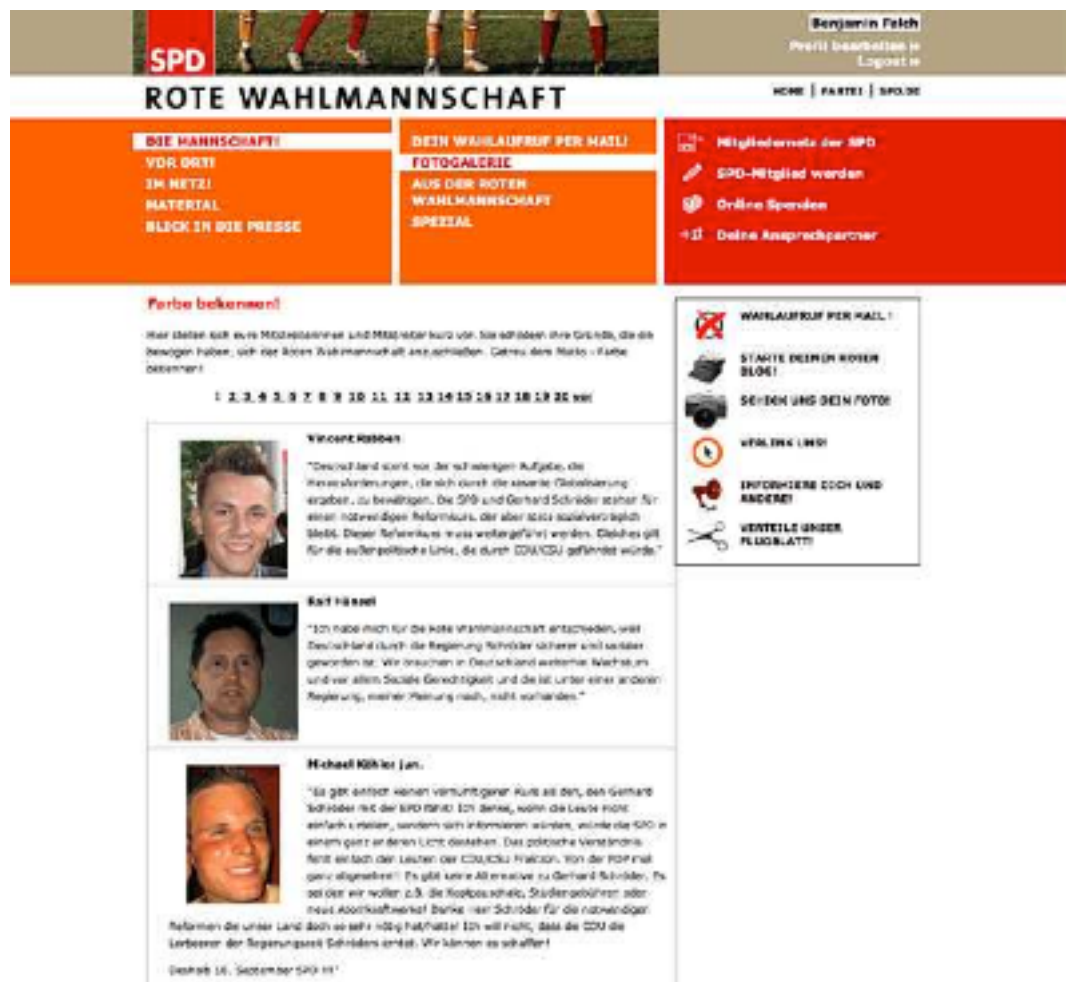 SPD
Benjamin Felch
Profil bearbeiten »
Logout »
ROTE WAHLMANNSCHAFT
HOME | PARTEI | SPD.DE
DIE MANNSCHAFT!
VOR ORT!
IM NETZ!
MATERIAL
BLICK IN DIE PRESSE
DEIN WAHLAUFRUF PER MAIL!
FOTOGALERIE
AUS DER ROTEN
WAHLMANNSCHAFT
SPEZIAL
Mitgliedernetz der SPD
SPD-Mitglied werden
Online Spenden
Deine Ansprechpartner
Farbe bekennen!
Hier stellen sich eure Mitstreiterinnen und Mitstreiter kurz vor. Sie schildern ihre Gründe, die sie
bewogen haben, sich der Roten Wahlmannschaft anzuschließen. Getreu dem Motto - Farbe
bekennen!
1 2 3 4 5 6 7 8 9 10 11 12 13 14 15 16 17 18 19 20 vor
Vincent Rabben
"Deutschland steht vor der schwierigen Aufgabe, die
Herausforderungen, die sich durch die rasante Globalisierung
ergeben, zu bewältigen. Die SPD und Gerhard Schröder stehen für
einen notwendigen Reformkurs, der aber stets sozialverträglich
bleibt. Dieser Reformkurs muss weitergeführt werden. Gleiches gilt
für die außenpolitische Linie, die durch CDU/CSU gefährdet würde."
Ralf Hänsel
"Ich habe mich für die Rote Wahlmannschaft entschieden, weil
Deutschland durch die Regierung Schröder sicherer und sozialer
geworden ist. Wir brauchen in Deutschland weiterhin Wachstum
und vor allem Soziale Gerechtigkeit und die ist unter einer anderen
Regierung, meiner Meinung nach, nicht vorhanden."
Michael Köhler jun.
"Es gibt einfach keinen vernünftigeren Kurs als den, den Gerhard
Schröder mit der SPD fährt! Ich denke, wenn die Leute nicht
einfach urteilen, sondern sich informieren würden, würde die SPD in
einem ganz anderen Licht dastehen. Das politische Verständnis
fehlt einfach den Leuten der CDU/CSU Fraktion. Von der FDP mal
ganz abgesehen! Es gibt keine Alternative zu Gerhard Schröder. Es
sei den wir wollen z.B. die Kopfpauschale, Studiengebühren oder
neue Atomkraftwerke! Danke Herr Schröder für die notwendigen
Reformen die unser Land doch so sehr nötig hat/hatte! Ich will nicht, dass die CDU die
Lorbeeren der Regierungszeit Schröders erntet. Wir können es schaffen!
Deshalb 18. September SPD !!!"
WAHLAUFRUF PER MAIL !
STARTE DEINEN ROTEN
BLOG!
SCHICK UNS DEIN FOTO!
VERLINK UNS!
INFORMIERE EUCH UND
ANDERE!
VERTEILE UNSER
FLUGBLATT!